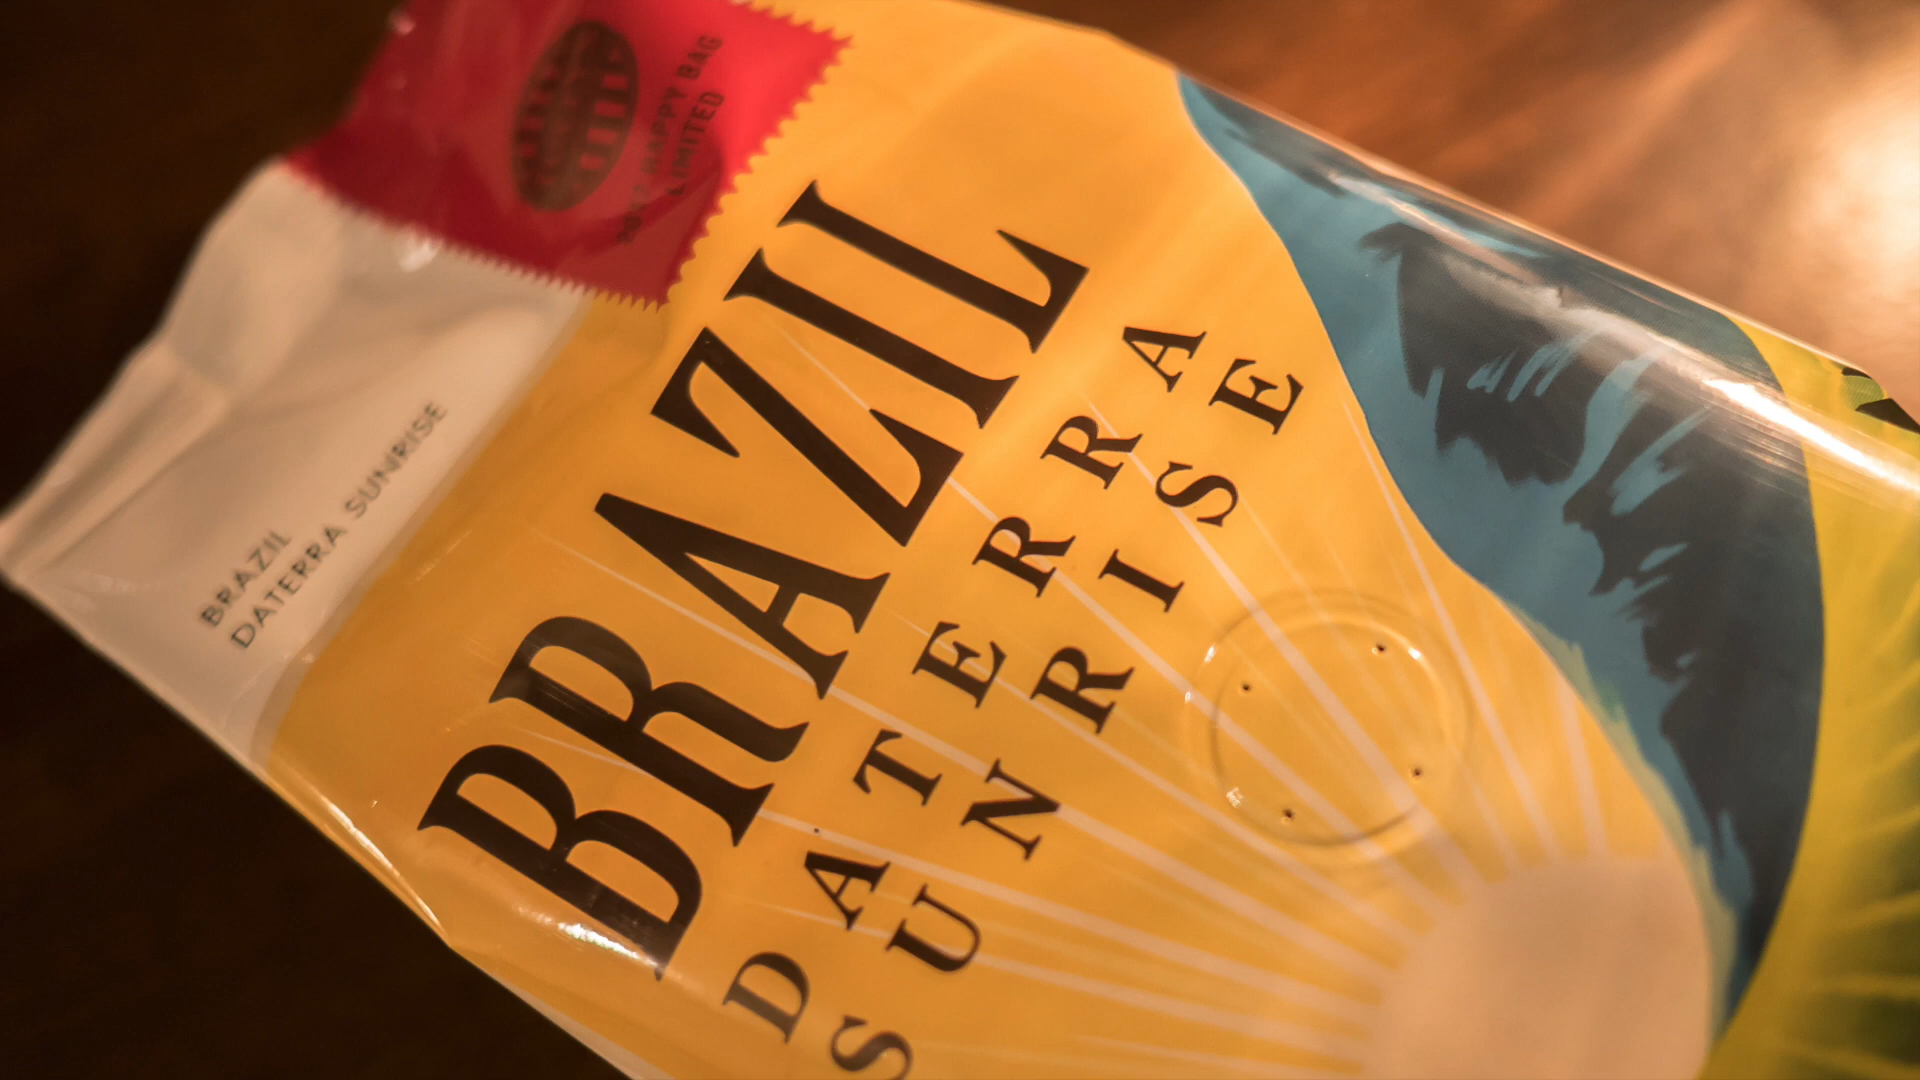 HAPPY BAG
LIMITED
BRAZIL
DATERRA SUNRISE
BRAZIL
DATERRA
SUNRISE